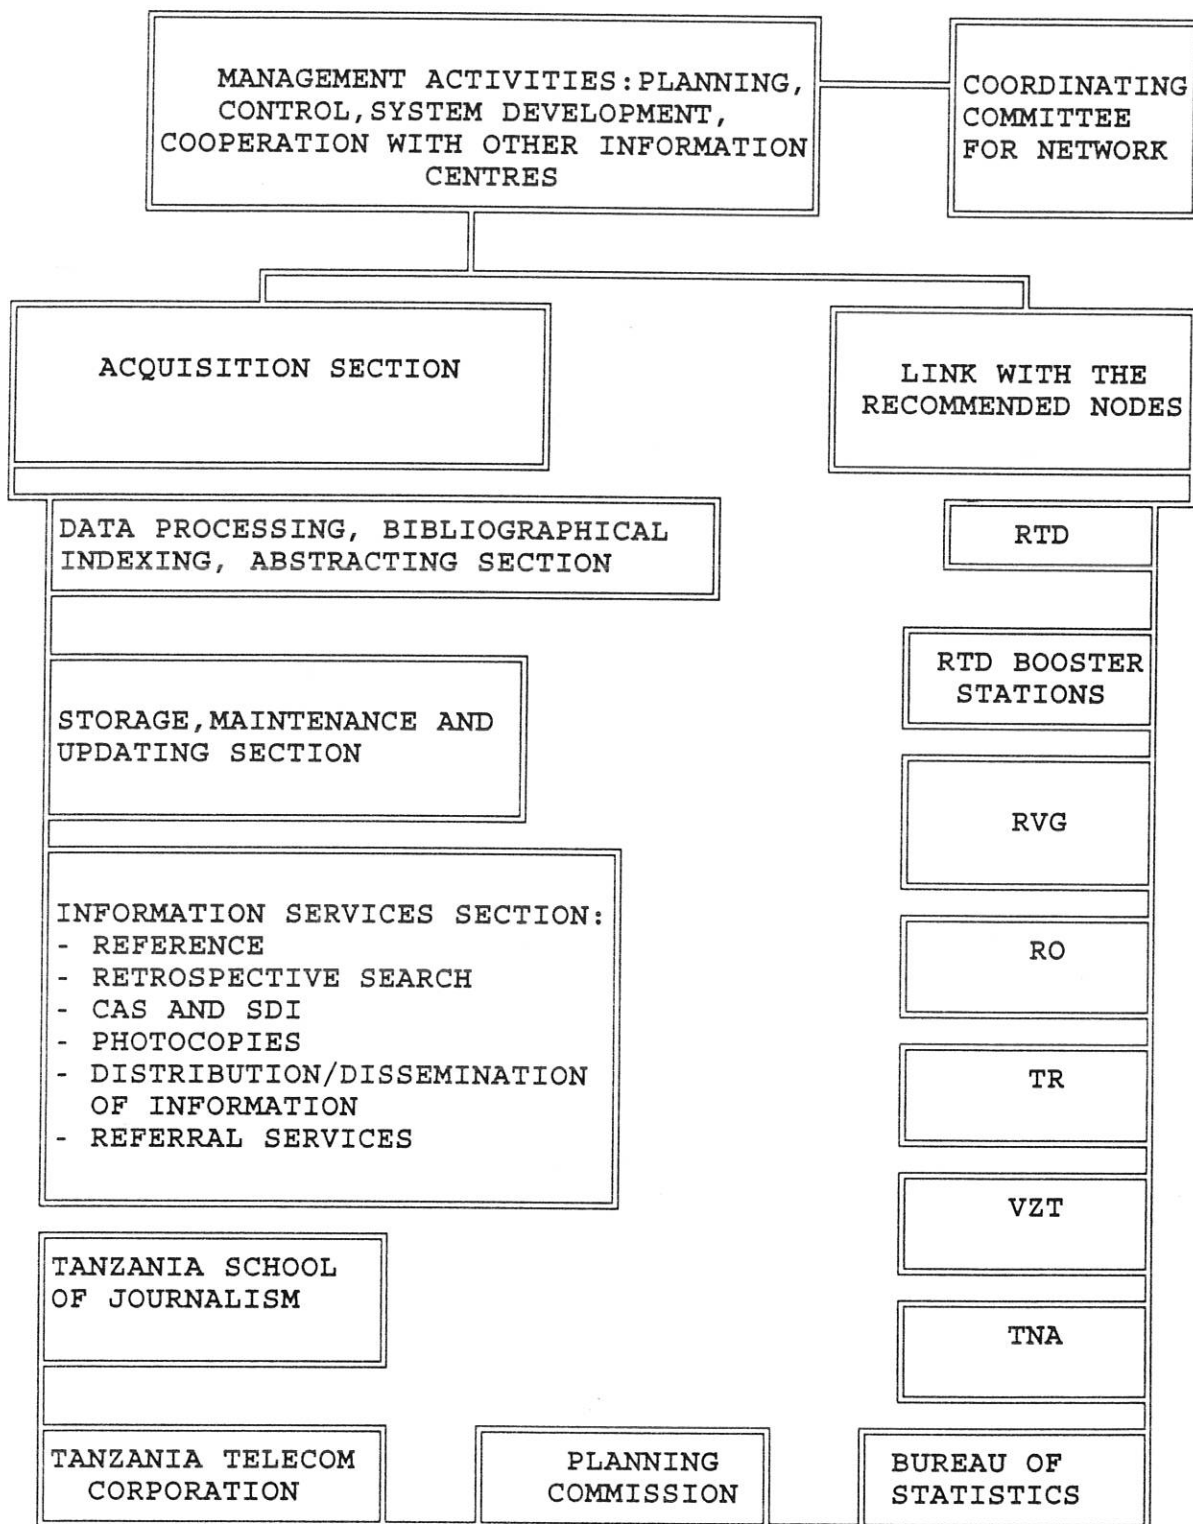 MANAGEMENT ACTIVITIES:PLANNING,
CONTROL,SYSTEM DEVELOPMENT,
COOPERATION WITH OTHER INFORMATION
CENTRES
COORDINATING
COMMITTEE
FOR NETWORK
ACQUISITION SECTION
LINK WITH THE
RECOMMENDED NODES
DATA PROCESSING, BIBLIOGRAPHICAL
INDEXING, ABSTRACTING SECTION
STORAGE,MAINTENANCE AND
UPDATING SECTION
INFORMATION SERVICES SECTION:
- REFERENCE
- RETROSPECTIVE SEARCH
- CAS AND SDI
- PHOTOCOPIES
- DISTRIBUTION/DISSEMINATION
OF INFORMATION
- REFERRAL SERVICES
TANZANIA SCHOOL
OF JOURNALISM
TANZANIA TELECOM
CORPORATION
PLANNING
COMMISSION
RTD
RTD BOOSTER
STATIONS
RVG
RO
TR
VZT
TNA
BUREAU OF
STATISTICS